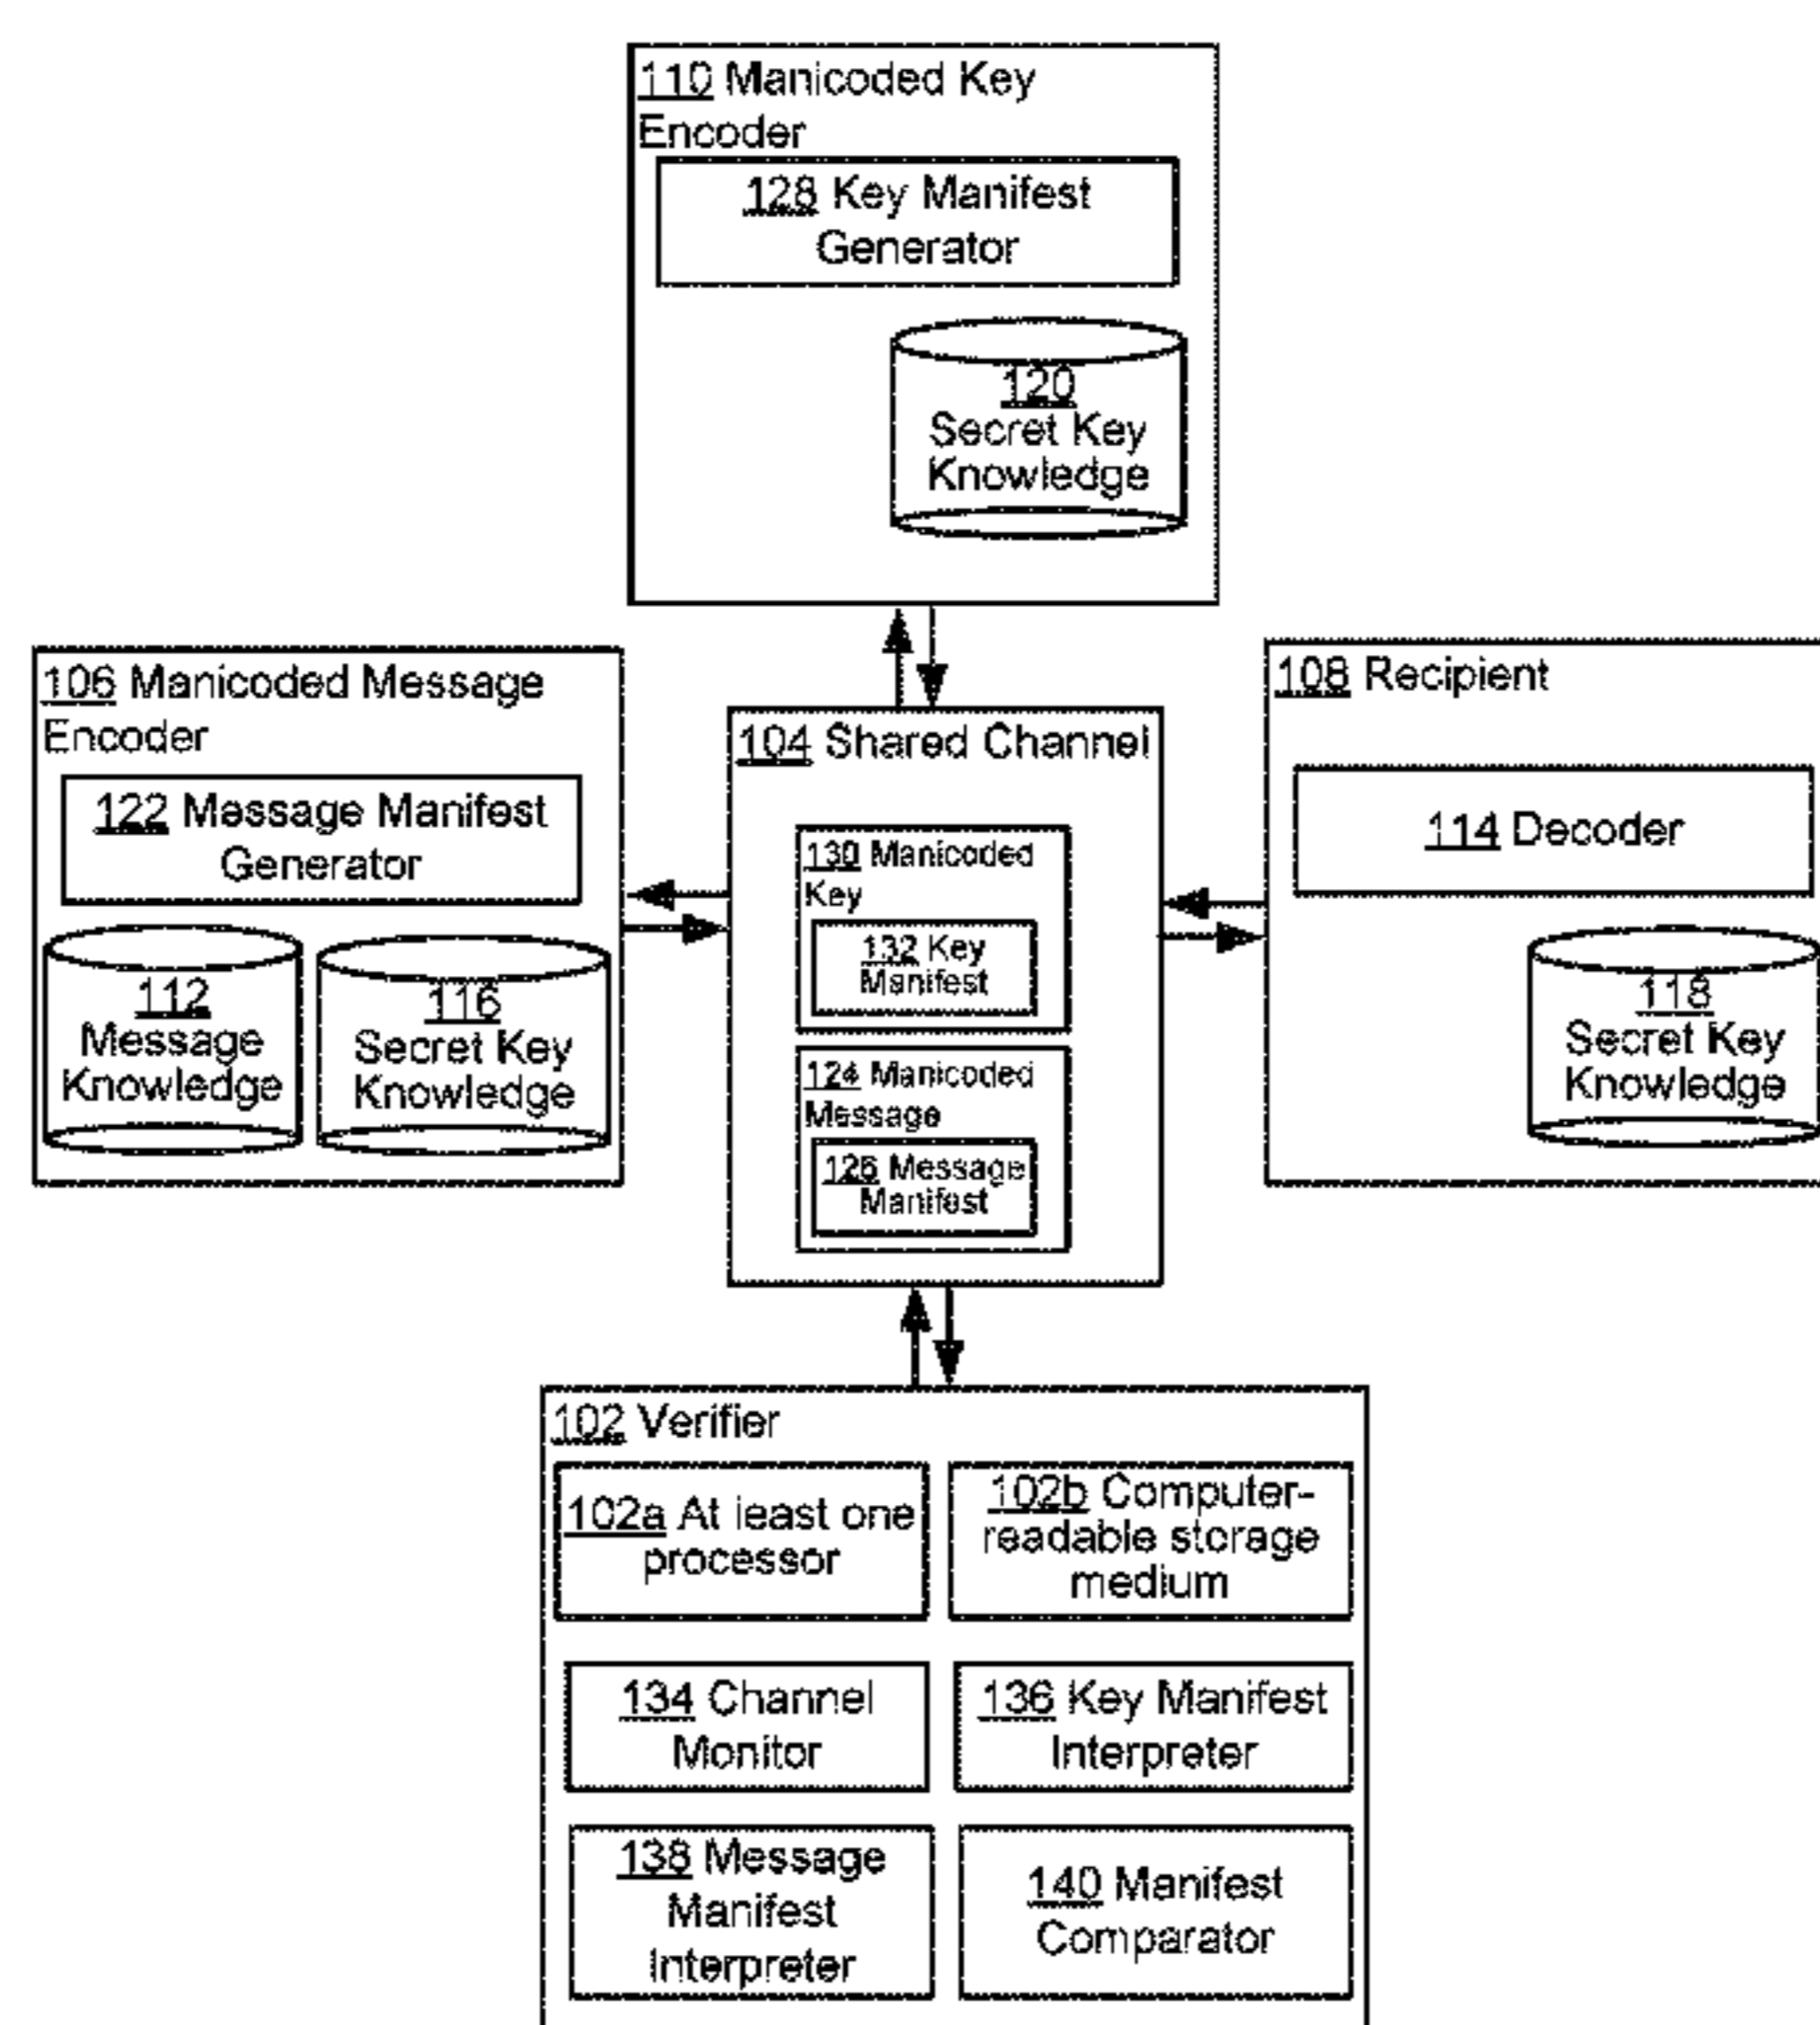 110 Manicoded Key
Encoder
128 Key Manifest
Generator
120
Secret Key
Knowledge
106 Manicoded Message
Encoder
122 Message Manifest
Generator
112
Message
Knowledge
116
Secret Key
Knowledge
104 Shared Channel
130 Manicoded
Key
132 Key
Manifest
124 Manicoded
Message
126 Message
Manifest
108 Recipient
114 Decoder
118
Secret Key
Knowledge
102 Verifier
102a At least one
processor
102b Computer-
readable storage
medium
134 Channel
Monitor
136 Key Manifest
Interpreter
138 Message
Manifest
Interpreter
140 Manifest
Comparator